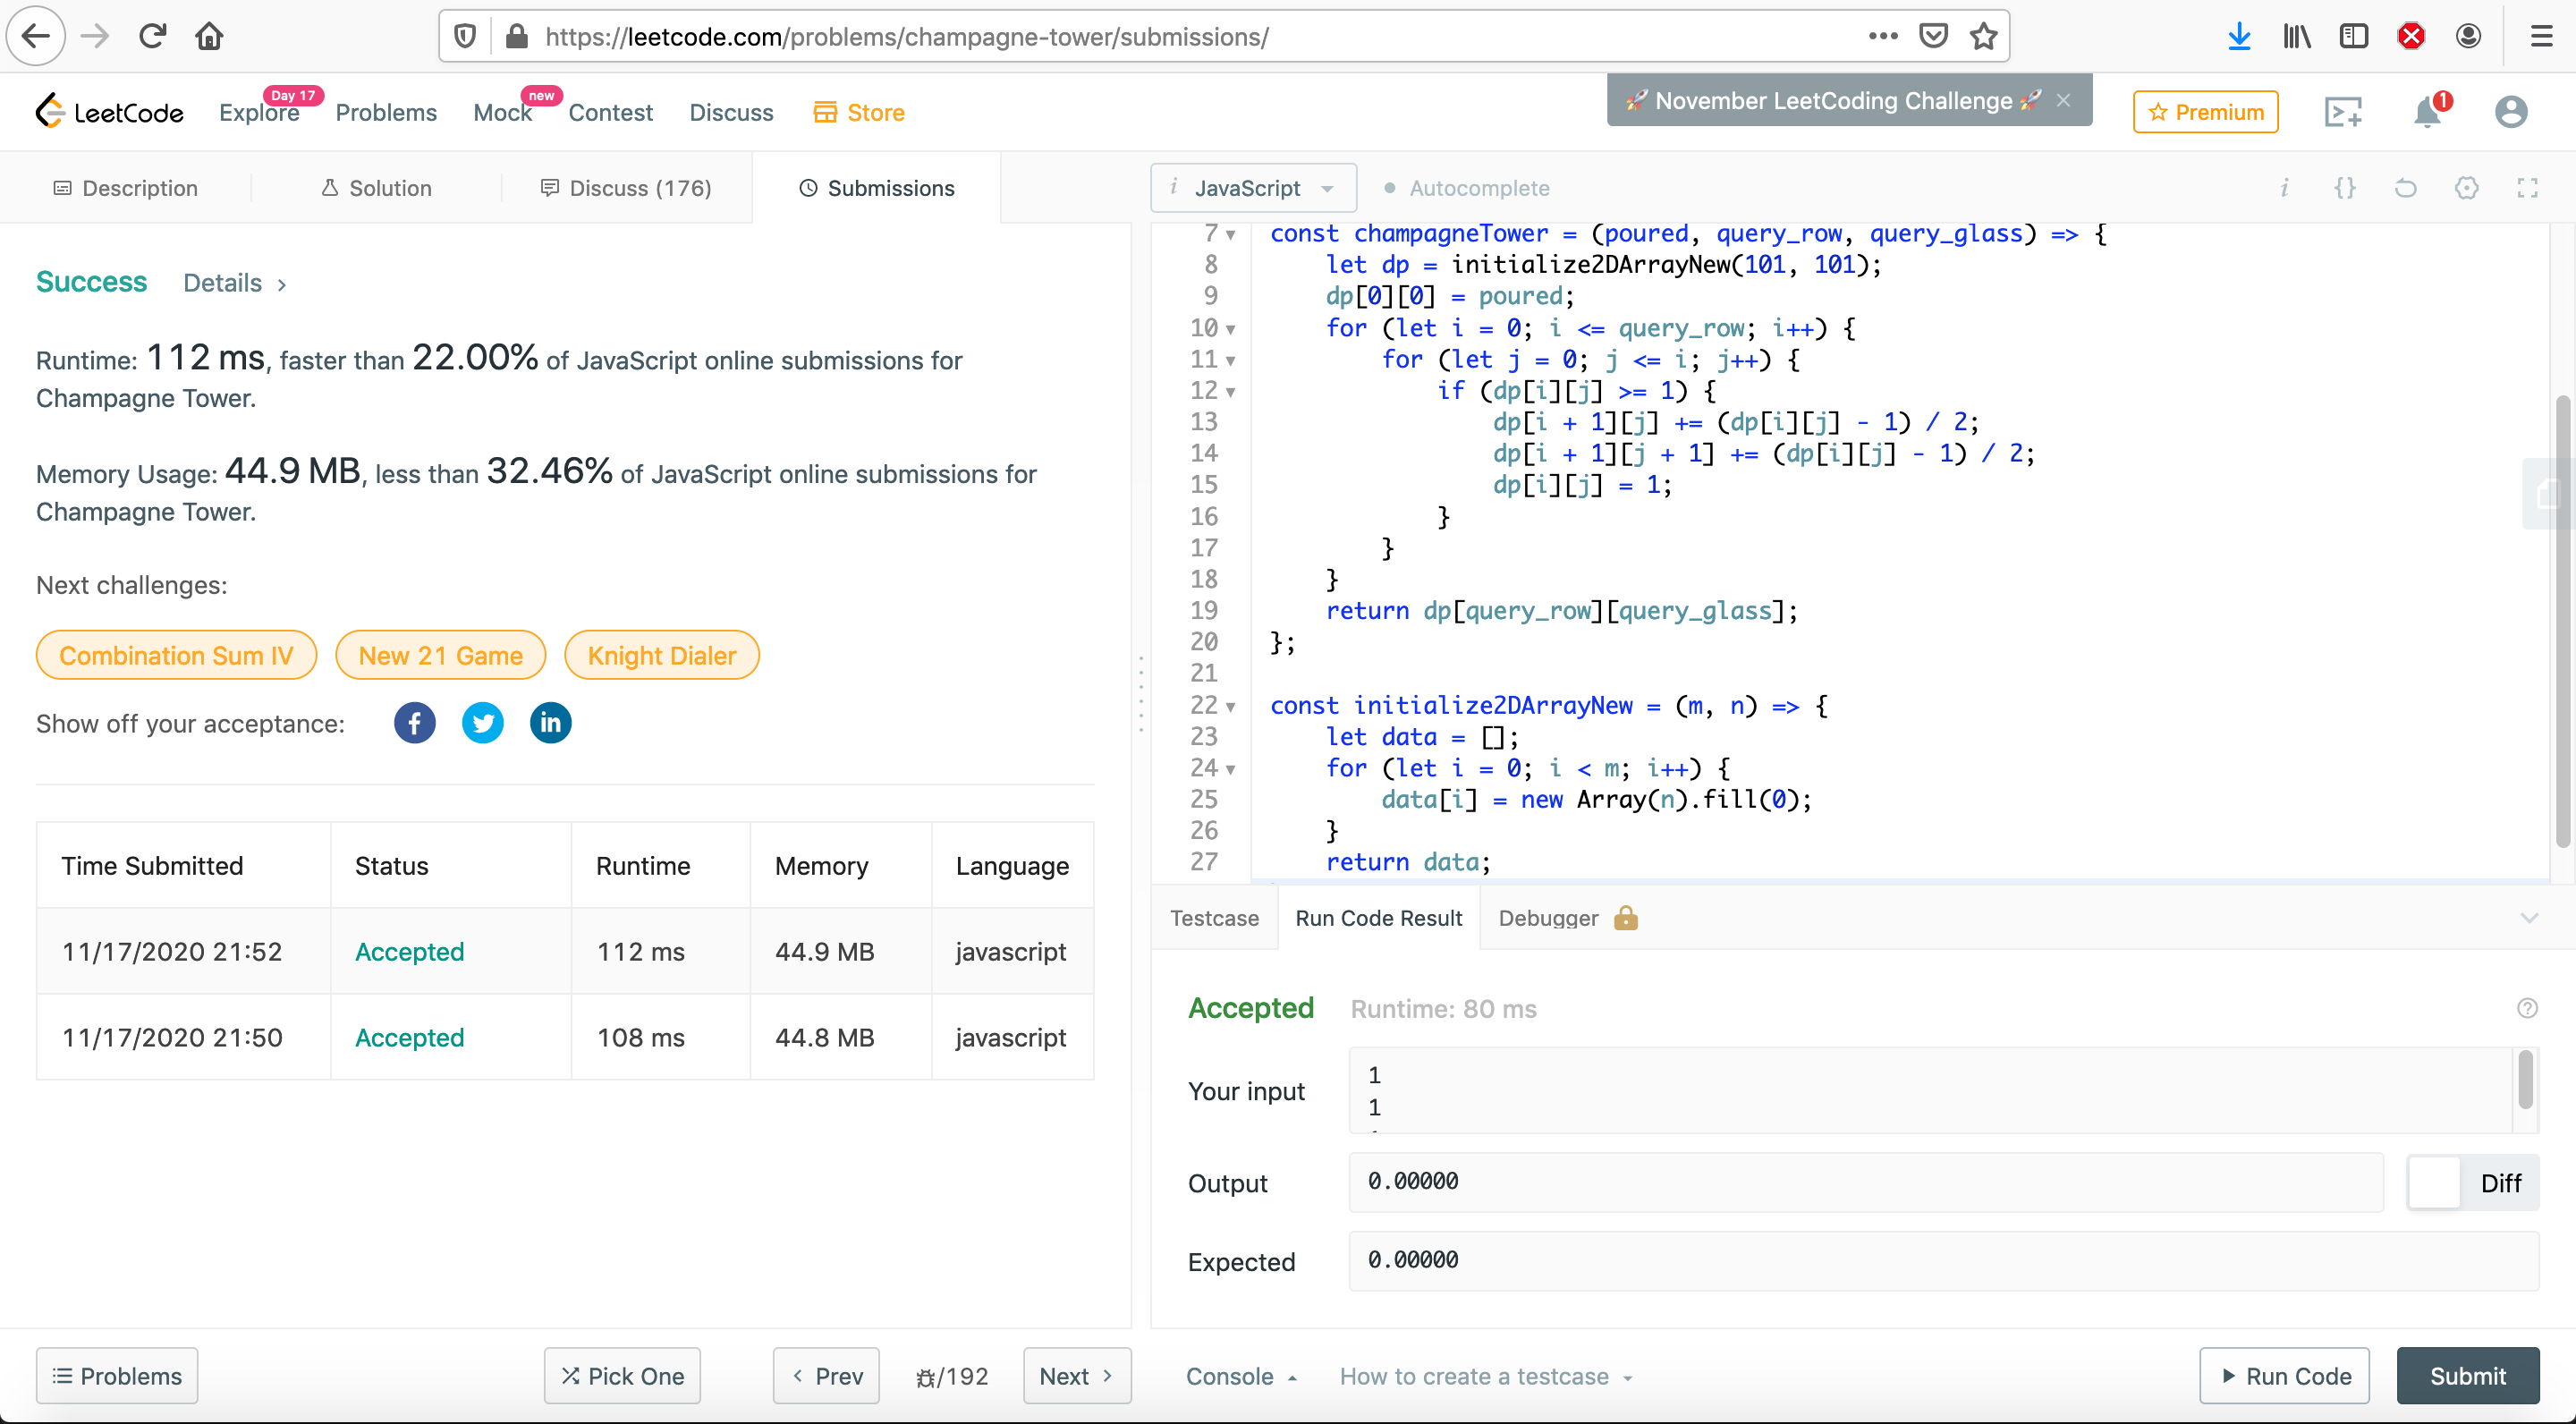 https://leetcode.com/problems/champagne-tower/submissions/
LeetCode
Explore
Day 17
Problems
Mock
new
Contest
Discuss
Store
🚀 November LeetCoding Challenge 🚀 ×
Premium
1
Description
Solution
Discuss (176)
Submissions
i JavaScript
Autocomplete
i {}
Success Details >
Runtime: 112 ms, faster than 22.00% of JavaScript online submissions for
Champagne Tower.
Memory Usage: 44.9 MB, less than 32.46% of JavaScript online submissions for
Champagne Tower.
Next challenges:
Combination Sum IV
New 21 Game
Knight Dialer
Show off your acceptance:
f
in
Time Submitted Status Runtime Memory Language
11/17/2020 21:52 Accepted 112 ms 44.9 MB javascript
11/17/2020 21:50 Accepted 108 ms 44.8 MB javascript
7 const champagneTower = (poured, query_row, query_glass) => {
8     let dp = initialize2DArrayNew(101, 101);
9     dp[0][0] = poured;
10     for (let i = 0; i <= query_row; i++) {
11         for (let j = 0; j <= i; j++) {
12             if (dp[i][j] >= 1) {
13                 dp[i + 1][j] += (dp[i][j] - 1) / 2;
14                 dp[i + 1][j + 1] += (dp[i][j] - 1) / 2;
15                 dp[i][j] = 1;
16             }
17         }
18     }
19     return dp[query_row][query_glass];
20 };
21
22 const initialize2DArrayNew = (m, n) => {
23     let data = [];
24     for (let i = 0; i < m; i++) {
25         data[i] = new Array(n).fill(0);
26     }
27     return data;
Testcase
Run Code Result
Debugger
Accepted Runtime: 80 ms
?
Your input
1
1
Output
0.00000
Diff
Expected
0.00000
Problems
Pick One
< Prev
/192
Next >
Console
How to create a testcase
Run Code
Submit